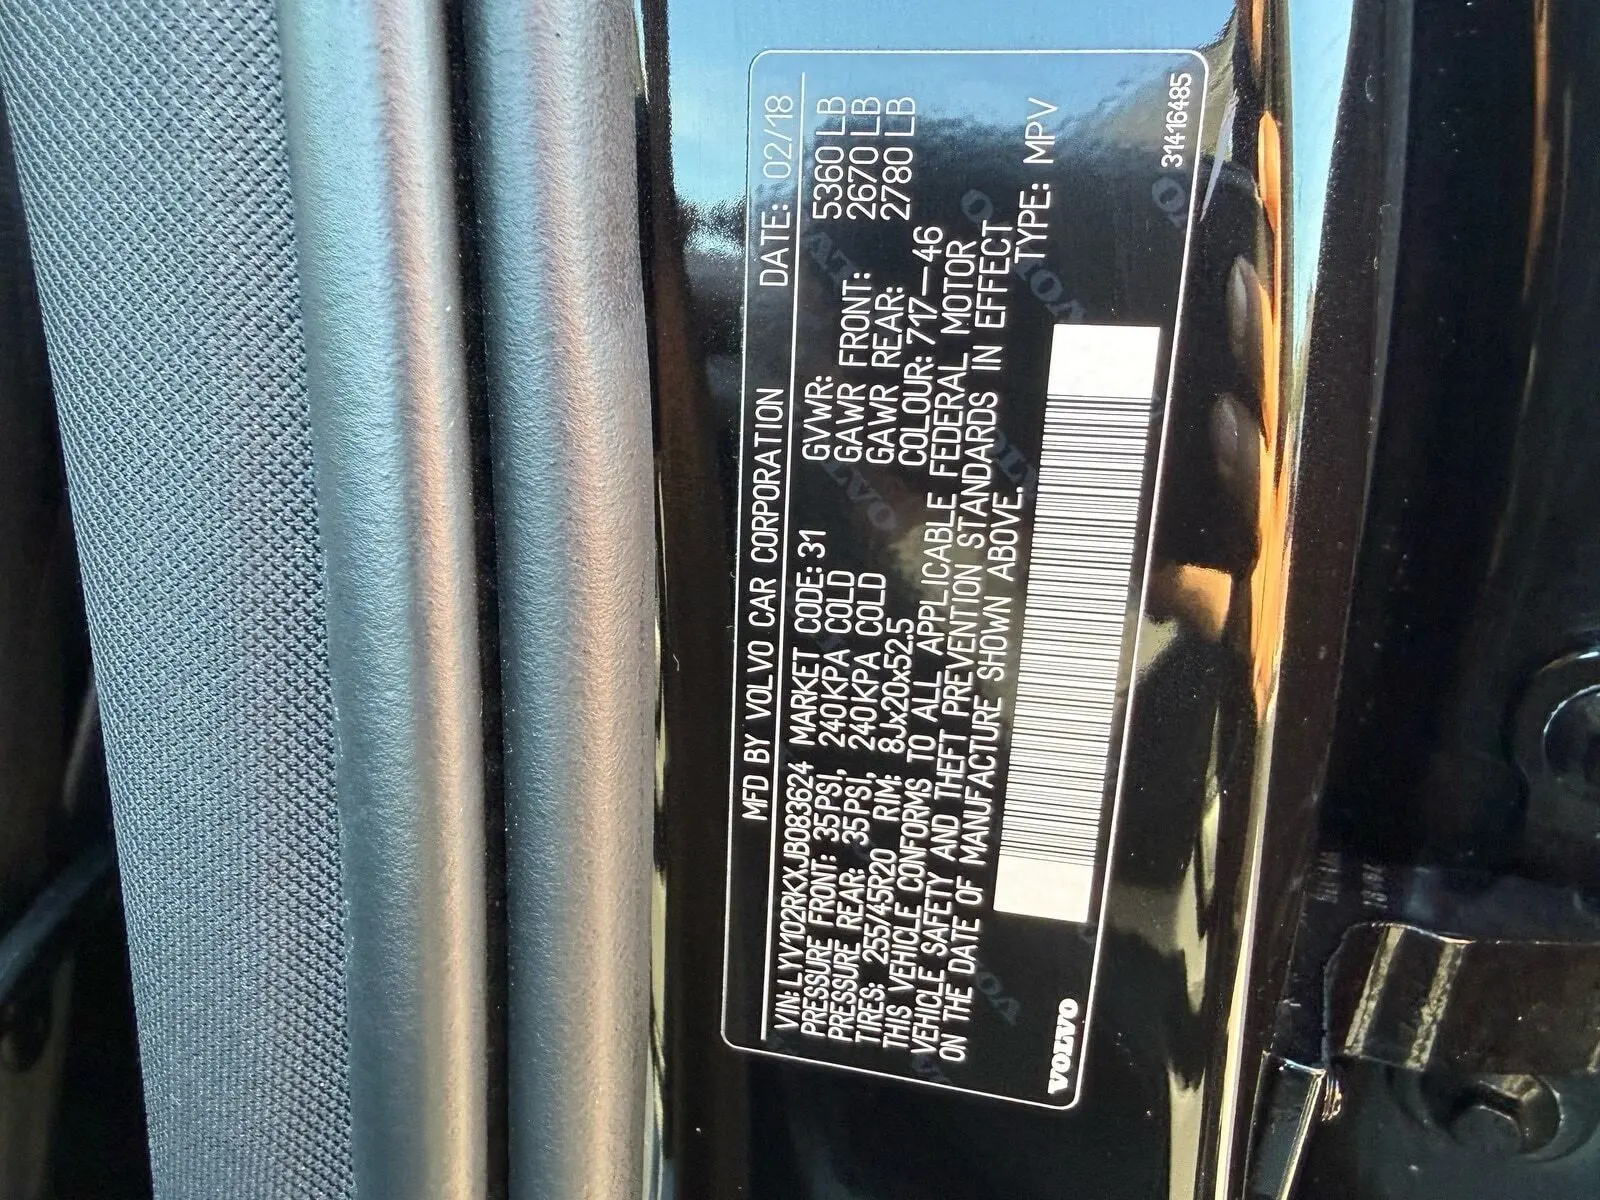 MFD BY VOLVO CAR CORPORATION DATE: 02/18
VIN: LYV102RKXJB083624 MARKET CODE: 31 GVWR: 5360 LB
PRESSURE FRONT: 35PSI, 240KPA COLD GAWR FRONT: 2670 LB
PRESSURE REAR: 35PSI, 240KPA COLD GAWR REAR: 2780 LB
TIRES: 255/45R20 RIM: 8Jx20x52.5 COLOUR: 717-46
THIS VEHICLE CONFORMS TO ALL APPLICABLE FEDERAL MOTOR
VEHICLE SAFETY AND THEFT PREVENTION STANDARDS IN EFFECT
ON THE DATE OF MANUFACTURE SHOWN ABOVE. TYPE: MPV
VOLVO 31416485